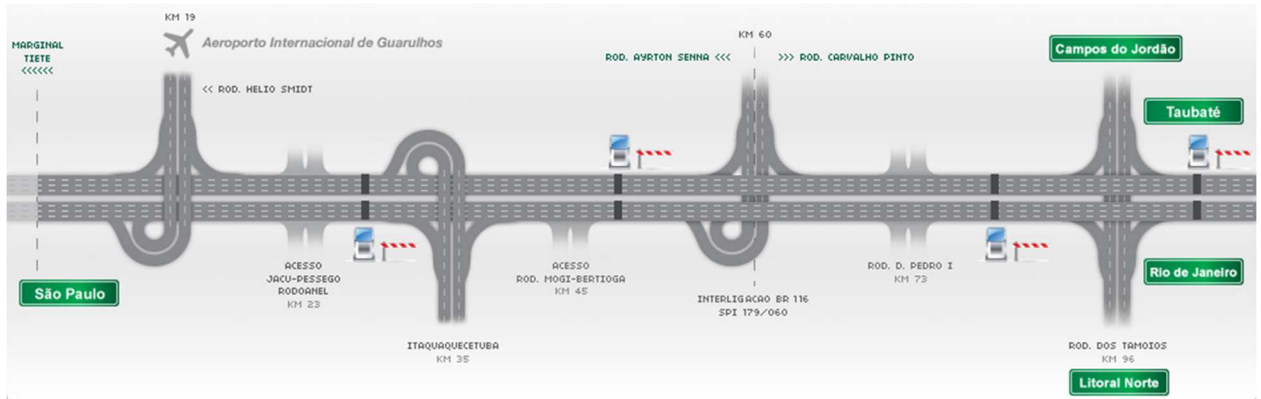 KM 19
Aeroporto Internacional de Guarulhos
MARGINAL
TIETE
<<<<<<
<< ROD. HELIO SMIDT
KM 60
ROD. AYRTON SENNA <<<
>>> ROD. CARVALHO PINTO
Campos do Jordão
Taubaté
São Paulo
ACESSO
JACU-PESSEGO
RODOANEL
KM 23
ITAQUAQUECETUBA
KM 35
ACESSO
ROD. MOGI-BERTIOGA
KM 45
INTERLIGACAO BR 116
SPI 179/060
ROD. D. PEDRO I
KM 73
Rio de Janeiro
ROD. DOS TAMOIOS
KM 96
Litoral Norte